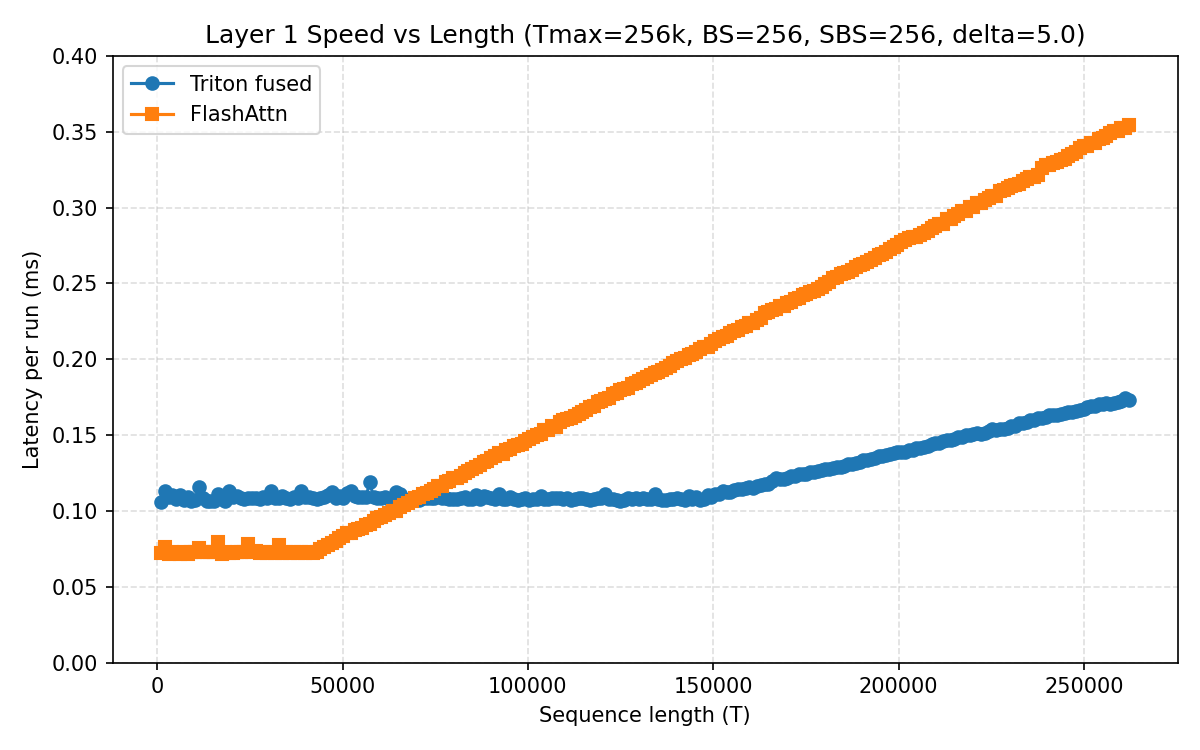 Layer 1 Speed vs Length (Tmax=256k, BS=256, SBS=256, delta=5.0)
Triton fused
FlashAttn
Latency per run (ms)
0.40
0.35
0.30
0.25
0.20
0.15
0.10
0.05
0.00
0 50000 100000 150000 200000 250000
Sequence length (T)